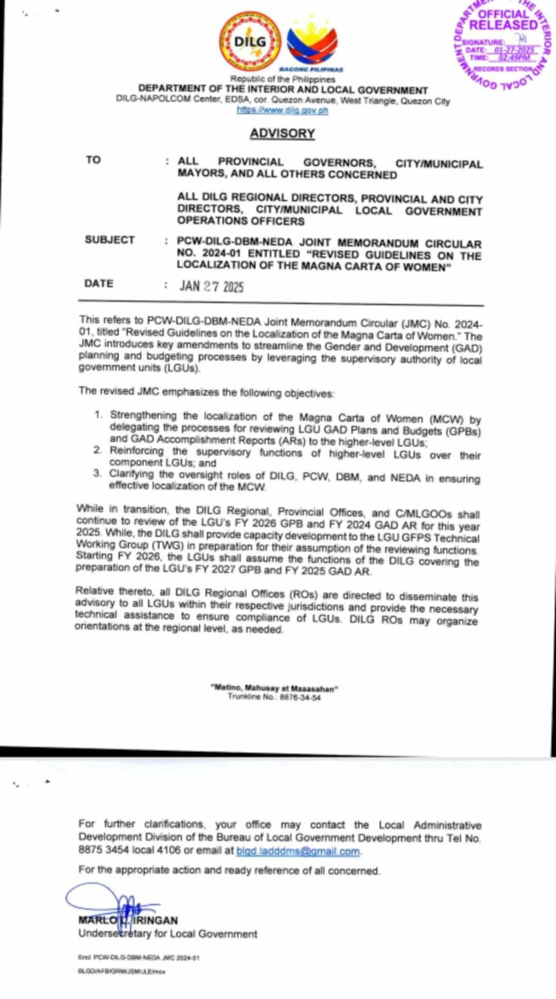 DEPARTMENT OF THE INTERIOR AND LOCAL GOVERNMENT
OFFICIAL
RELEASED
SIGNATURE:
DATE: 01-27-2025
TIME: 02:49PM
RECORDS SECTION
DILG
BAGONG PILIPINAS
Republic of the Philippines
DEPARTMENT OF THE INTERIOR AND LOCAL GOVERNMENT
DILG-NAPOLCOM Center, EDSA, cor. Quezon Avenue, West Triangle, Quezon City
https://www.dilg.gov.ph
ADVISORY
TO : ALL PROVINCIAL GOVERNORS, CITY/MUNICIPAL
MAYORS, AND ALL OTHERS CONCERNED
ALL DILG REGIONAL DIRECTORS, PROVINCIAL AND CITY
DIRECTORS, CITY/MUNICIPAL LOCAL GOVERNMENT
OPERATIONS OFFICERS
SUBJECT : PCW-DILG-DBM-NEDA JOINT MEMORANDUM CIRCULAR
NO. 2024-01 ENTITLED “REVISED GUIDELINES ON THE
LOCALIZATION OF THE MAGNA CARTA OF WOMEN”
DATE : JAN 27 2025
This refers to PCW-DILG-DBM-NEDA Joint Memorandum Circular (JMC) No. 2024-
01, titled "Revised Guidelines on the Localization of the Magna Carta of Women." The
JMC introduces key amendments to streamline the Gender and Development (GAD)
planning and budgeting processes by leveraging the supervisory authority of local
government units (LGUs).
The revised JMC emphasizes the following objectives:
1. Strengthening the localization of the Magna Carta of Women (MCW) by
delegating the processes for reviewing LGU GAD Plans and Budgets (GPBs)
and GAD Accomplishment Reports (ARs) to the higher-level LGUs;
2. Reinforcing the supervisory functions of higher-level LGUs over their
component LGUs; and
3. Clarifying the oversight roles of DILG, PCW, DBM, and NEDA in ensuring
effective localization of the MCW.
While in transition, the DILG Regional, Provincial Offices, and C/MLGOOs shall
continue to review of the LGU's FY 2026 GPB and FY 2024 GAD AR for this year
2025. While, the DILG shall provide capacity development to the LGU GFPS Technical
Working Group (TWG) in preparation for their assumption of the reviewing functions.
Starting FY 2026, the LGUs shall assume the functions of the DILG covering the
preparation of the LGU's FY 2027 GPB and FY 2025 GAD AR.
Relative thereto, all DILG Regional Offices (ROs) are directed to disseminate this
advisory to all LGUs within their respective jurisdictions and provide the necessary
technical assistance to ensure compliance of LGUs. DILG ROs may organize
orientations at the regional level, as needed.
"Matino, Mahusay at Maaasahan"
Trunkline No.: 8876-34-54
For further clarifications, your office may contact the Local Administrative
Development Division of the Bureau of Local Government Development thru Tel No.
8875 3454 local 4106 or email at blgd.ladddms@gmail.com.
For the appropriate action and ready reference of all concerned.
MARLO L. IRINGAN
Undersecretary for Local Government
Encl: PCW-DILG-DBM-NEDA JMC 2024-01